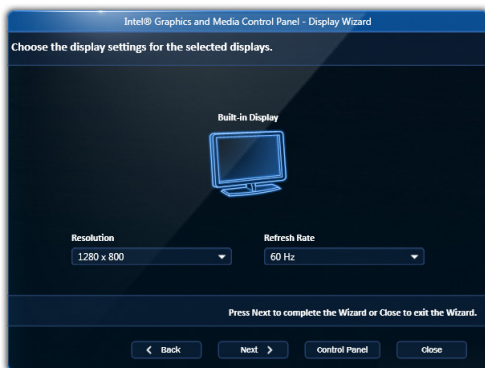 Intel® Graphics and Media Control Panel - Display Wizard
Choose the display settings for the selected displays.
Built-in Display
Resolution
Refresh Rate
1280 x 800
60 Hz
Press Next to complete the Wizard or Close to exit the Wizard.
Back
Next
Control Panel
Close